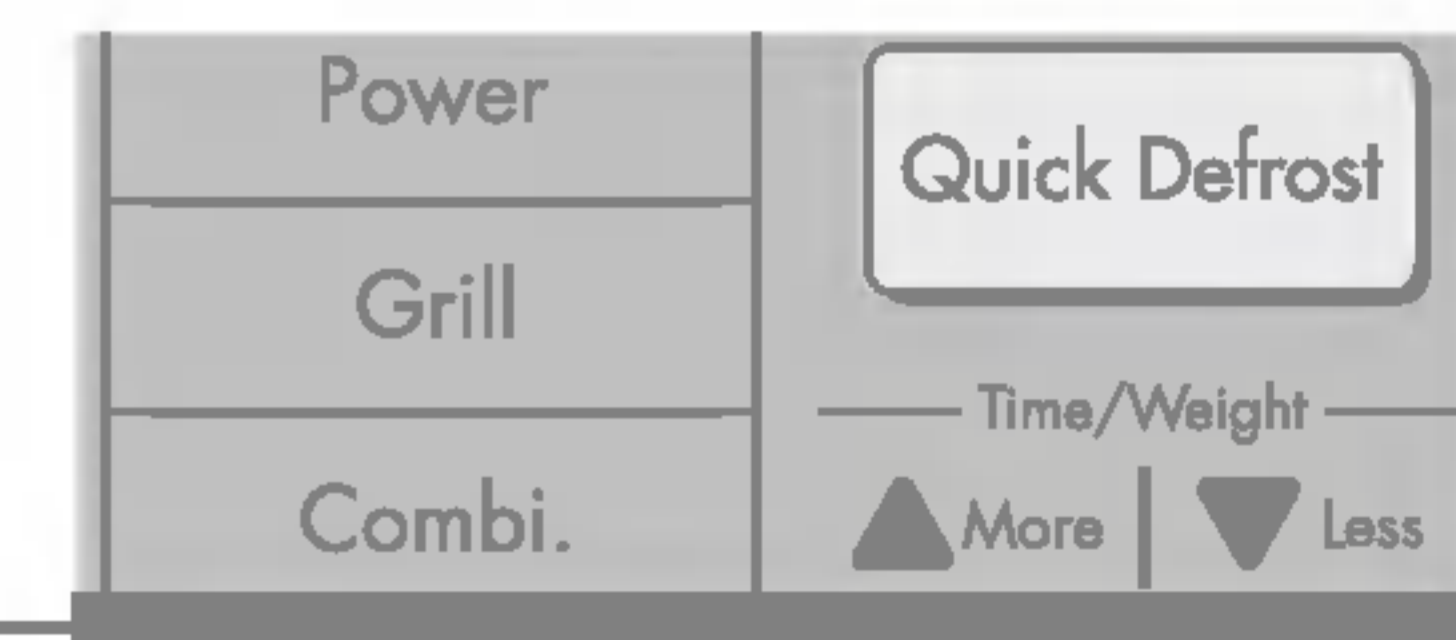 Power
Grill
Combi.
Quick Defrost
Time/Weight
More
Less